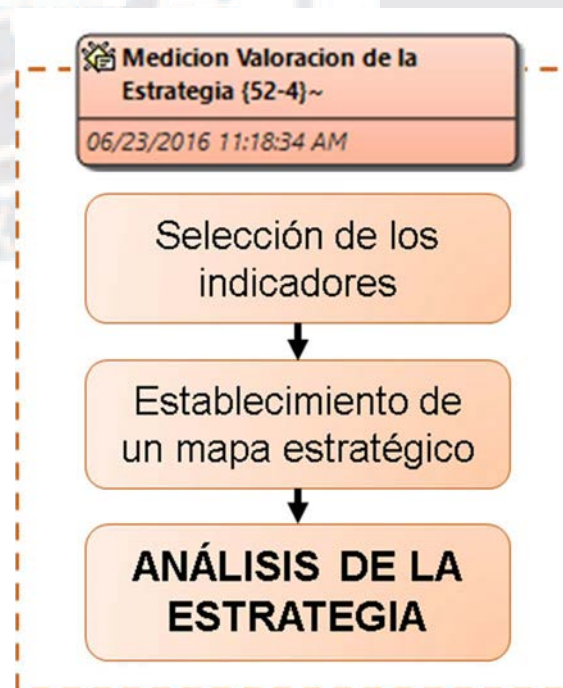 Medicion Valoracion de la
Estrategia {52-4}~
06/23/2016 11:18:34 AM
Selección de los
indicadores
Establecimiento de
un mapa estratégico
ANÁLISIS DE LA
ESTRATEGIA